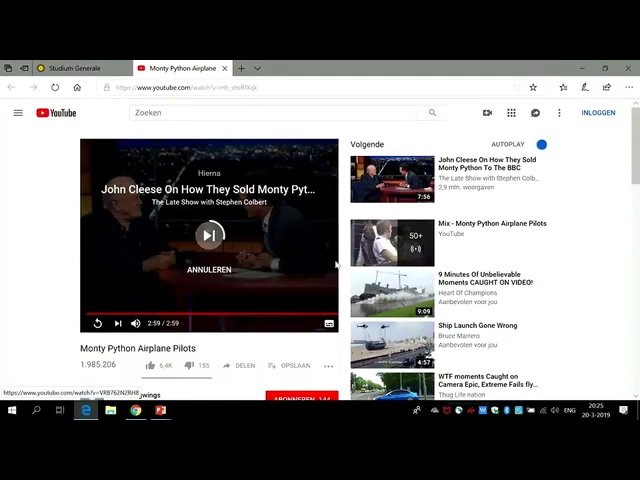 Studium Generale
Monty Python Airplane
https://www.youtube.com/watch?v=
YouTube
Zoeken
INLOGGEN
Hierna
John Cleese On How They Sold Monty Pyt...
The Late Show with Stephen Colbert
ANNULEREN
2:59 / 2:59
Monty Python Airplane Pilots
1.985.206
6,4K
155
DELEN
OPSLAAN
ABONNEREN 144
Volgende
AUTOPLAY
7:56
John Cleese On How They Sold
Monty Python To The BBC
The Late Show with Stephen Colb...
2,9 mln. weergaven
50+
Mix - Monty Python Airplane Pilots
YouTube
9:09
9 Minutes Of Unbelievable
Moments CAUGHT ON VIDEO!
Heart Of Champions
Aanbevolen voor jou
4:57
Ship Launch Gone Wrong
Bruce Marrero
Aanbevolen voor jou
WTF moments Caught on
Camera Epic, Extreme Fails fly...
Thug Life nation
https://www.youtube.com/watch?v=VRB762N2RH8
ENG
20:25
20-3-2019